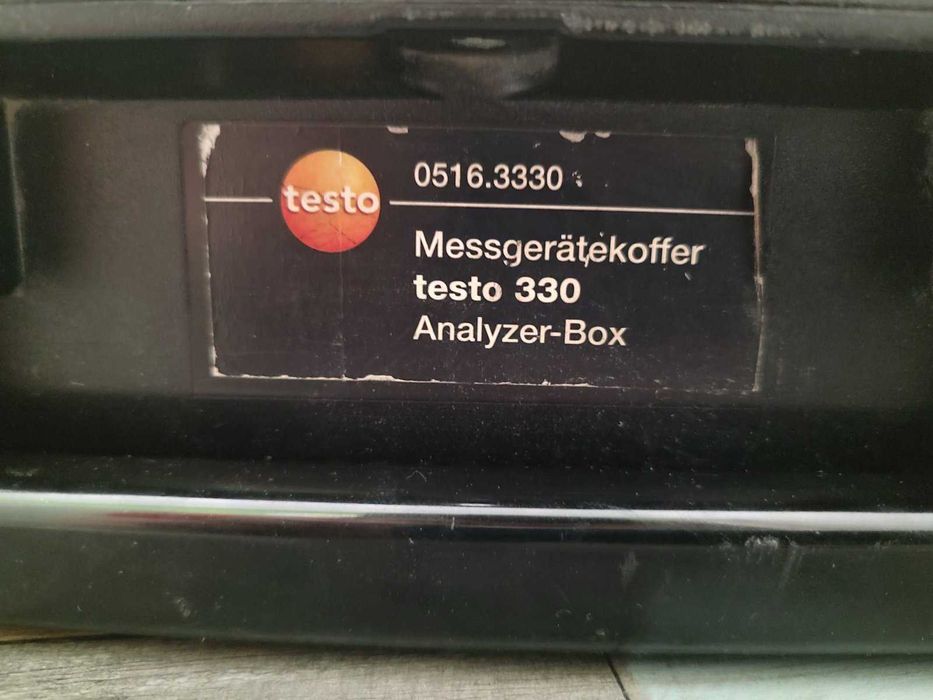 testo
0516.3330
Messgerätekoffer
testo 330
Analyzer-Box